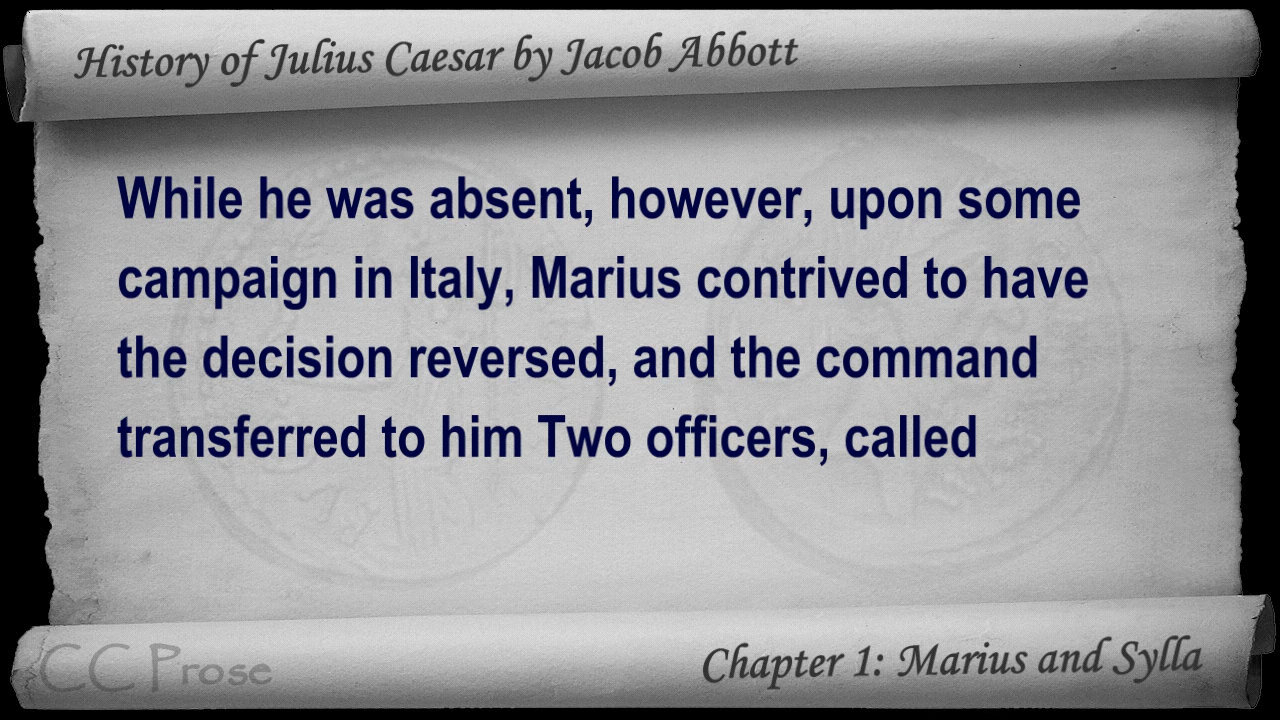 History of Julius Caesar by Jacob Abbott
While he was absent, however, upon some
campaign in Italy, Marius contrived to have
the decision reversed, and the command
transferred to him Two officers, called
CC Prose
Chapter 1: Marius and Sylla